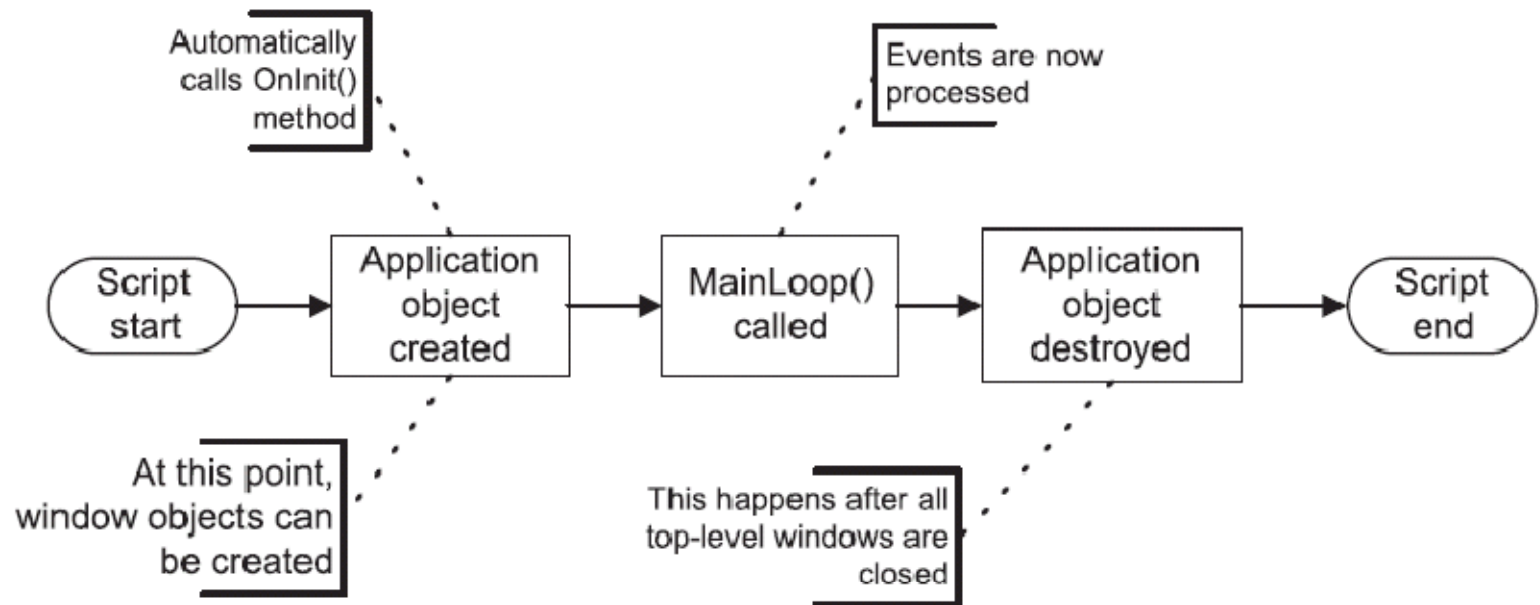 Automatically
calls OnInit()
method
Events are now
processed
Script
start
Application
object
created
MainLoop()
called
Application
object
destroyed
Script
end
At this point,
window objects can
be created
This happens after all
top-level windows are
closed